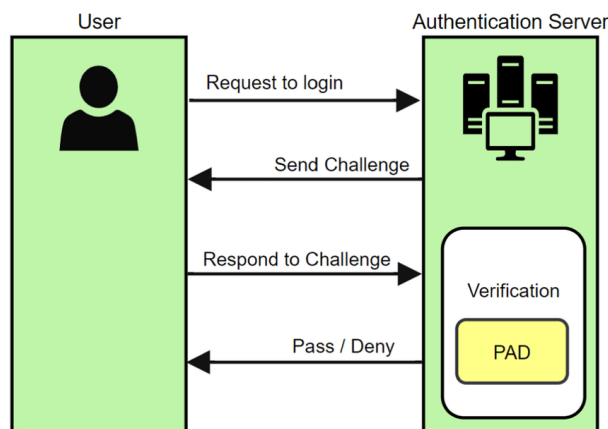 User
Authentication Server
Request to login
Send Challenge
Respond to Challenge
Verification
Pass / Deny
PAD